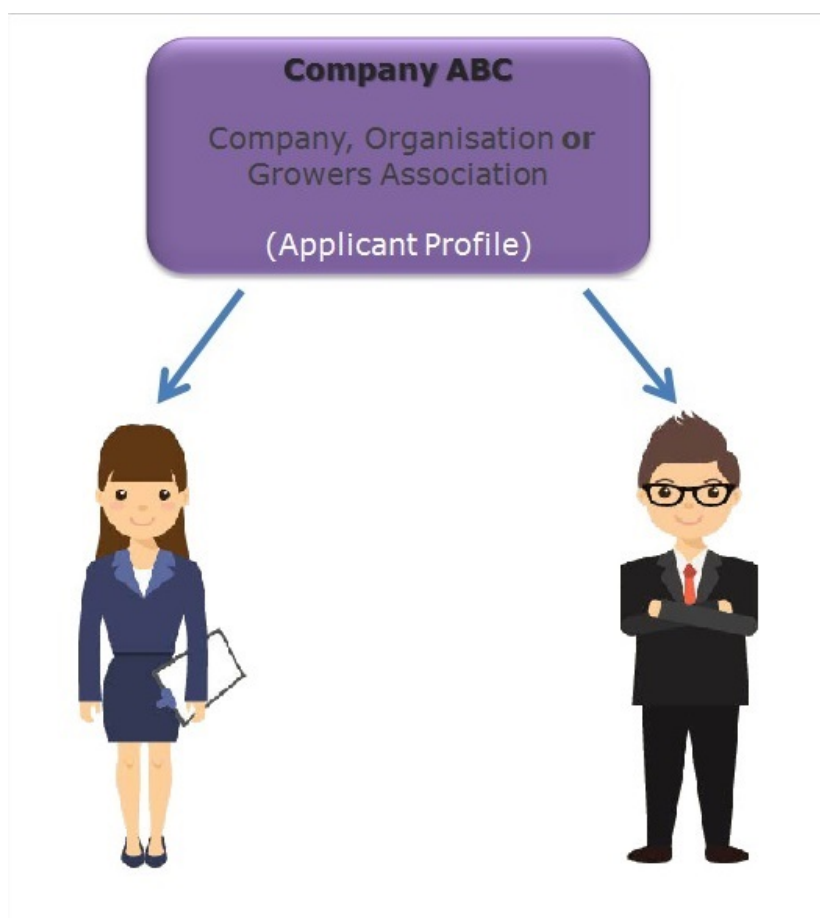 Company ABC
Company, Organisation or
Growers Association
(Applicant Profile)